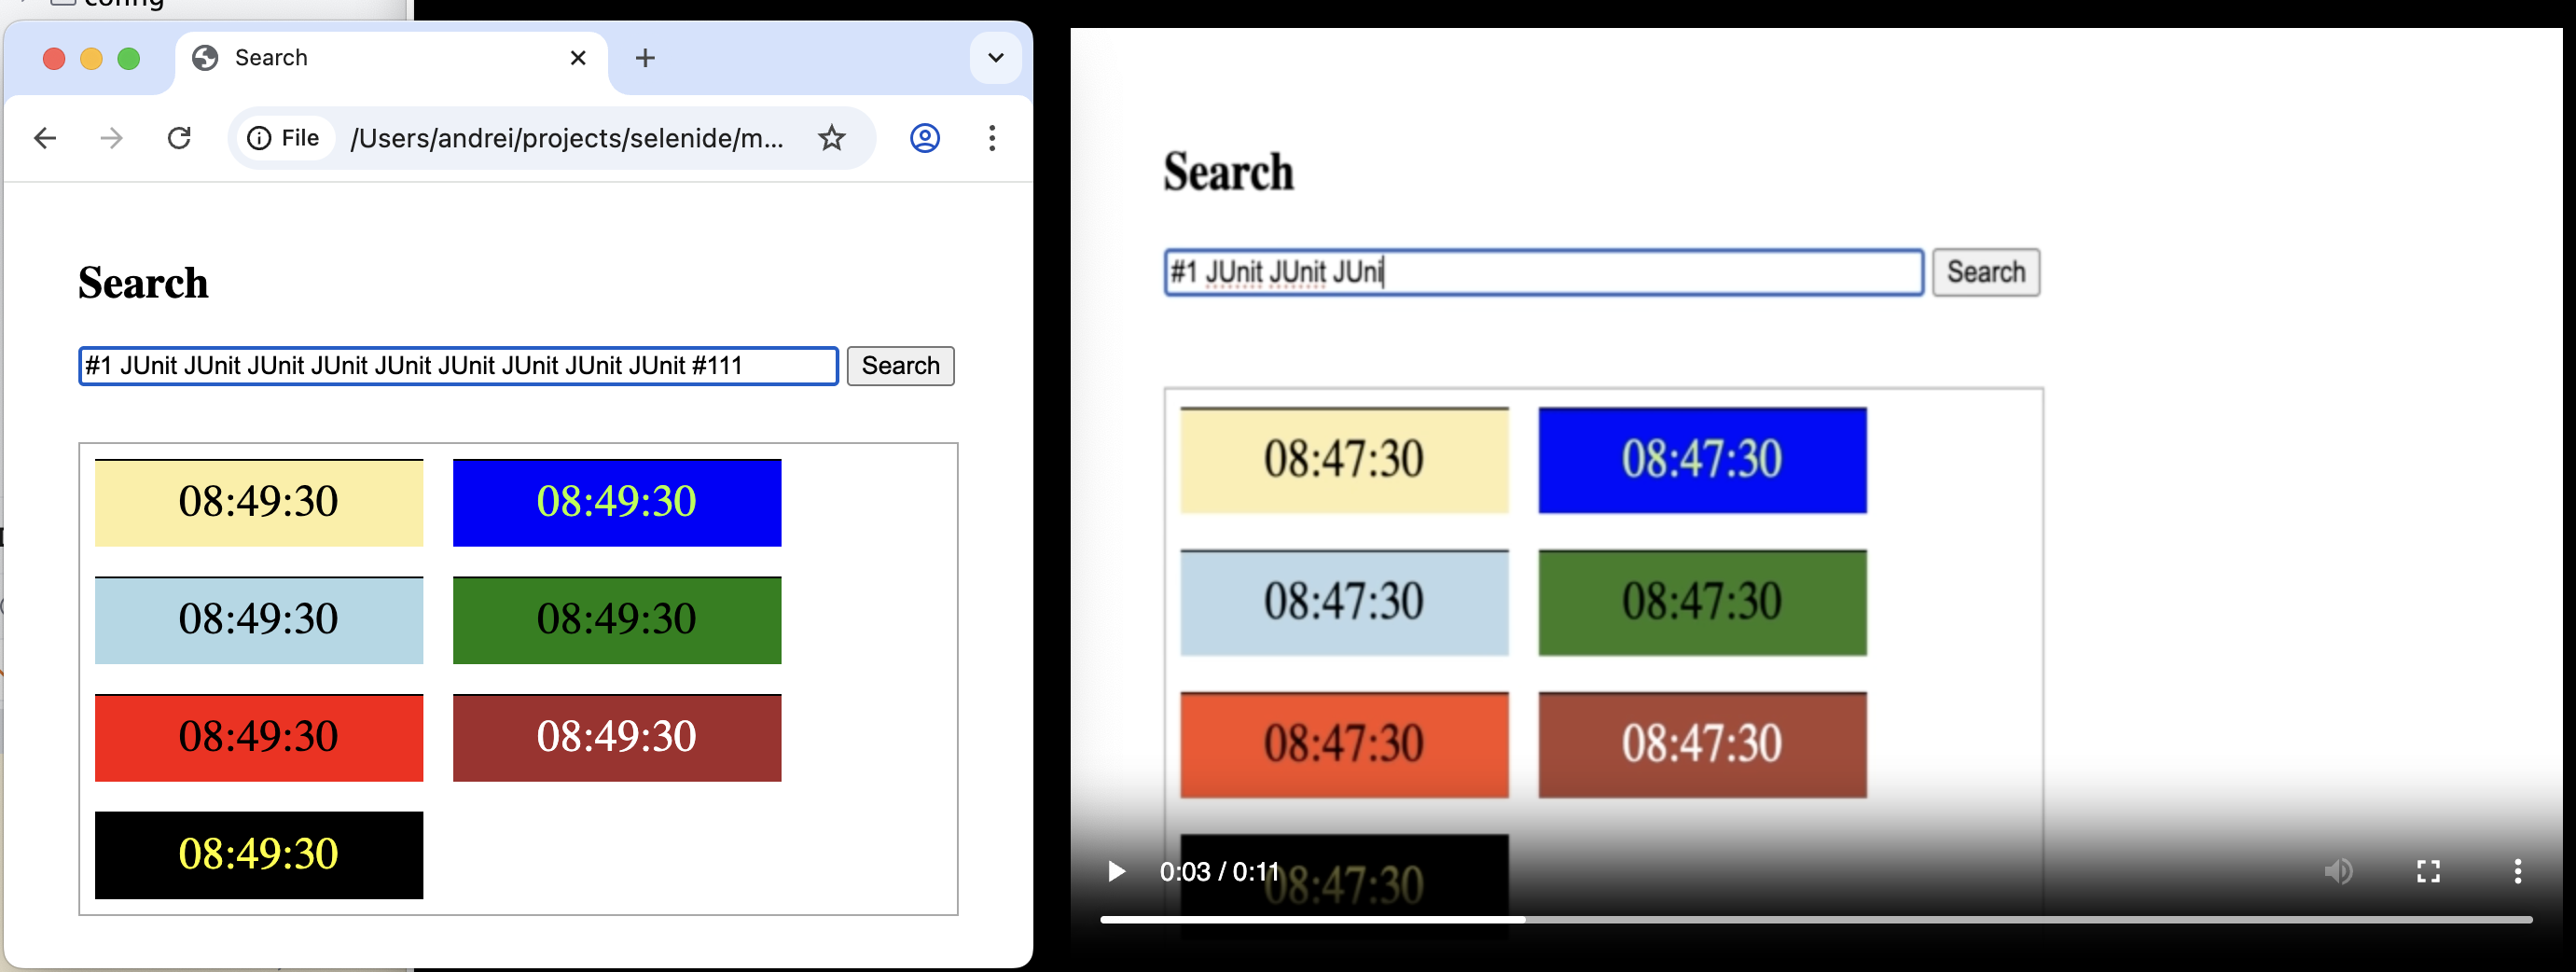 config
Search
File
/Users/andrei/projects/selenide/m...
Search
#1 JUnit JUnit JUnit JUnit JUnit JUnit JUnit JUnit JUnit #111
Search
08:49:30 08:49:30
08:49:30 08:49:30
08:49:30 08:49:30
08:49:30
Search
#1 JUnit JUnit JUni
Search
08:47:30 08:47:30
08:47:30 08:47:30
08:47:30 08:47:30
08:47:30
0:03 / 0:11